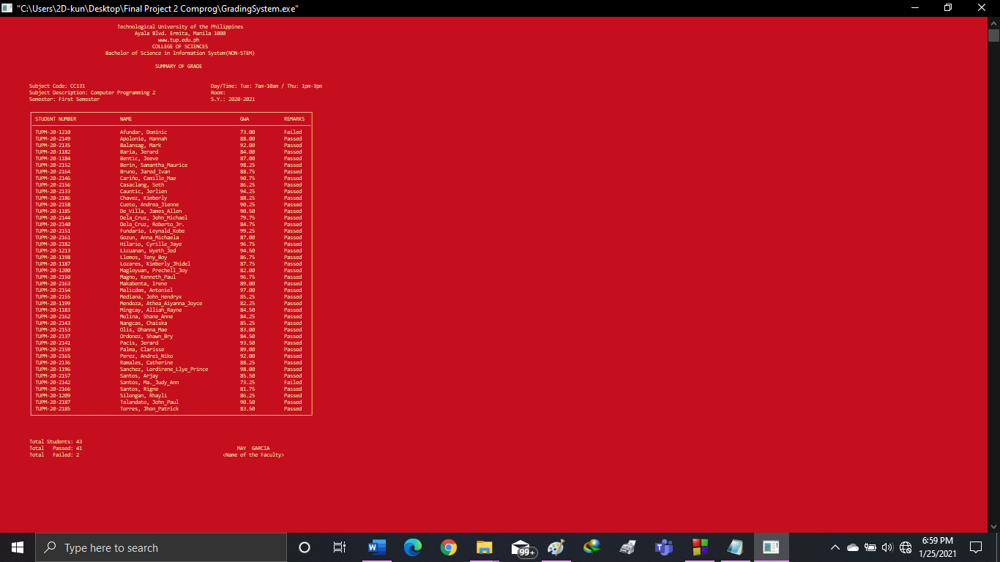 "C:\Users\2D-kun\Desktop\Final Project 2 Comprog\GradingSystem.exe"
Technological University of the Philippines
Ayala Blvd. Ermita, Manila 1000
www.tup.edu.ph
COLLEGE OF SCIENCES
Bachelor of Science in Information System(NON-STEM)
SUMMARY OF GRADE
Subject Code: CC131 Day/Time: Tue: 7am-10am / Thu: 1pm-3pm
Subject Description: Computer Programming 2 Room:
Semester: First Semester S.Y.: 2020-2021
STUDENT NUMBER NAME GWA REMARKS
TUPM-20-1210 Afundar, Dominic 73.00 Failed
TUPM-20-2149 Apolonio, Hannah 88.00 Passed
TUPM-20-2135 Balansag, Mark 92.00 Passed
TUPM-20-1182 Baria, Jerard 84.00 Passed
TUPM-20-1184 Bentic, Jeeve 87.00 Passed
TUPM-20-2152 Berin, Samantha_Maurice 98.25 Passed
TUPM-20-2164 Bruno, Jared_Ivan 88.75 Passed
TUPM-20-2146 Cariño, Camille_Mae 90.75 Passed
TUPM-20-2156 Casaclang, Seth 86.25 Passed
TUPM-20-2133 Cauntic, Jerlien 94.25 Passed
TUPM-20-2186 Chavez, Kimberly 88.25 Passed
TUPM-20-2158 Cueto, Andrea_Jienne 90.25 Passed
TUPM-20-1185 De_Villa, James_Allen 90.50 Passed
TUPM-20-2144 Dela_Cruz, John_Michael 79.75 Passed
TUPM-20-2140 Dela_Cruz, Roberto_Jr. 84.75 Passed
TUPM-20-2151 Fundario, Leynald_Kobe 99.25 Passed
TUPM-20-2161 Gozun, Anna_Michaela 87.00 Passed
TUPM-20-2182 Hilario, Cyrille_Jaye 96.75 Passed
TUPM-20-1213 Licuanan, Wyeth_Jed 94.50 Passed
TUPM-20-1198 Llemos, Tony_Boy 86.75 Passed
TUPM-20-1187 Lozares, Kimberly_Jhidel 87.75 Passed
TUPM-20-1200 Magloyuan, Prechell_Joy 82.00 Passed
TUPM-20-2150 Magno, Kenneth_Paul 96.75 Passed
TUPM-20-2163 Makabenta, Irene 89.00 Passed
TUPM-20-2154 Malicdem, Antoniel 97.00 Passed
TUPM-20-2155 Mediana, John_Hendryx 85.25 Passed
TUPM-20-1199 Mendoza, Athea_Aiyanna_Joyce 82.25 Passed
TUPM-20-1183 Mingcay, Alliah_Rayne 84.50 Passed
TUPM-20-2162 Molina, Shane_Anne 84.25 Passed
TUPM-20-2143 Nangcas, Chaiska 85.25 Passed
TUPM-20-2153 Olis, Dhanna_Mae 83.00 Passed
TUPM-20-2137 Ordonez, Shawn_Bry 84.50 Passed
TUPM-20-2141 Pacis, Jerard 93.50 Passed
TUPM-20-2159 Palma, Clarisse 89.00 Passed
TUPM-20-2165 Perez, Andrei_Niko 92.00 Passed
TUPM-20-2136 Ramales, Catherine 88.25 Passed
TUPM-20-1196 Sanchez, Lordirene_Llye_Prince 98.00 Passed
TUPM-20-2157 Santos, Arjay 85.50 Passed
TUPM-20-2142 Santos, Ma._Judy_Ann 73.25 Failed
TUPM-20-2166 Santos, Rigne 81.75 Passed
TUPM-20-1209 Silongan, Rhayli 86.25 Passed
TUPM-20-2187 Talandato, John_Paul 90.50 Passed
TUPM-20-2185 Torres, Jhon_Patrick 83.50 Passed
Total Students: 43
Total Passed: 41 MAY GARCIA
Total Failed: 2 <Name of the Faculty>
Type here to search
99+
6:59 PM
1/25/2021